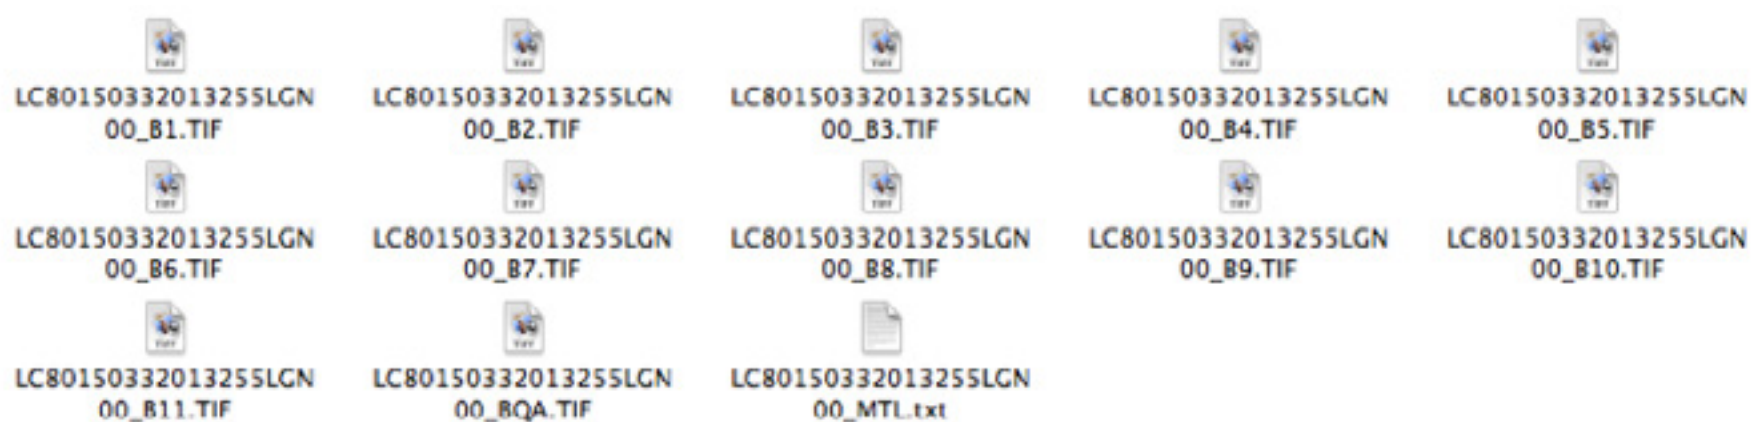 LC80150332013255LGN LC80150332013255LGN LC80150332013255LGN LC80150332013255LGN LC80150332013255LGN
00_B1.TIF 00_B2.TIF 00_B3.TIF 00_B4.TIF 00_B5.TIF
LC80150332013255LGN LC80150332013255LGN LC80150332013255LGN LC80150332013255LGN LC80150332013255LGN
00_B6.TIF 00_B7.TIF 00_B8.TIF 00_B9.TIF 00_B10.TIF
LC80150332013255LGN LC80150332013255LGN LC80150332013255LGN
00_B11.TIF 00_BQA.TIF 00_MTL.txt